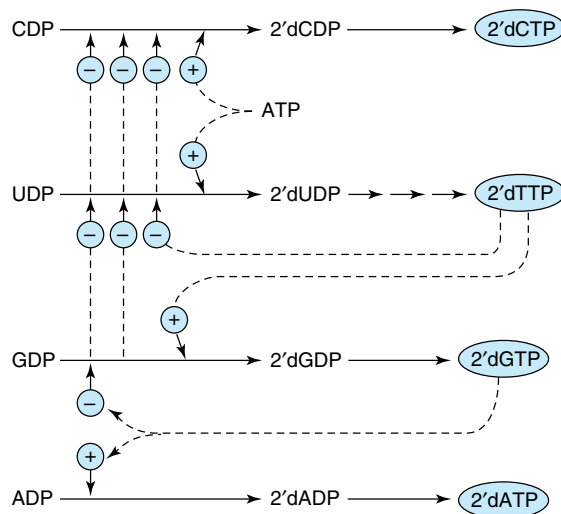 CDP 2′dCDP 2′dCTP
− − − +
ATP
+
UDP 2′dUDP 2′dTTP
− − −
+
GDP 2′dGDP 2′dGTP
−
+
ADP 2′dADP 2′dATP